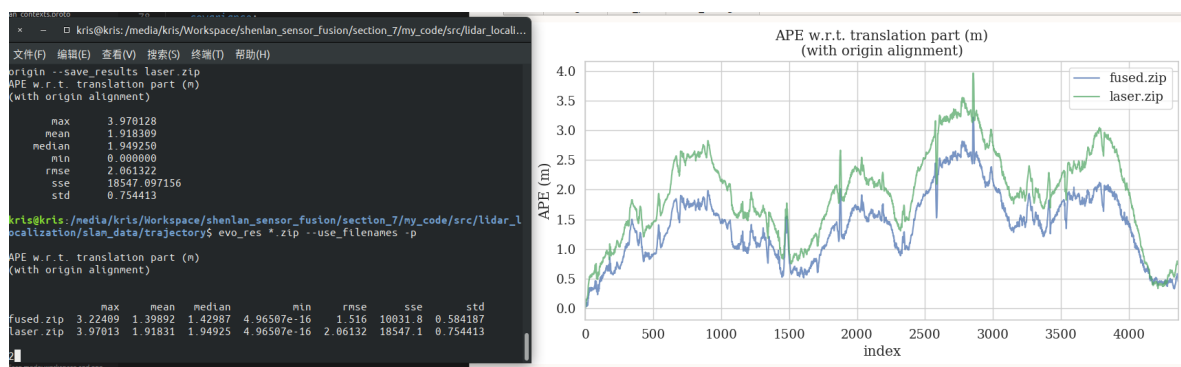 an contexts.proto
78
× – □ kris@kris: /media/kris/Workspace/shenlan_sensor_fusion/section_7/my_code/src/lidar_locali...
文件(F) 编辑(E) 查看(V) 搜索(S) 终端(T) 帮助(H)
origin --save_results laser.zip
APE w.r.t. translation part (m)
(with origin alignment)
max 3.970128
mean 1.918309
median 1.949250
min 0.000000
rmse 2.061322
sse 18547.097156
std 0.754413
kris@kris:/media/kris/Workspace/shenlan_sensor_fusion/section_7/my_code/src/lidar_l
ocalization/slam_data/trajectory$ evo_res *.zip --use_filenames -p
APE w.r.t. translation part (m)
(with origin alignment)
max mean median min rmse sse std
fused.zip 3.22409 1.39892 1.42987 4.96507e-16 1.516 10031.8 0.584187
laser.zip 3.97013 1.91831 1.94925 4.96507e-16 2.06132 18547.1 0.754413
2
APE w.r.t. translation part (m)
(with origin alignment)
fused.zip
laser.zip
APE (m)
4.0
3.5
3.0
2.5
2.0
1.5
1.0
0.5
0.0
0 500 1000 1500 2000 2500 3000 3500 4000
index